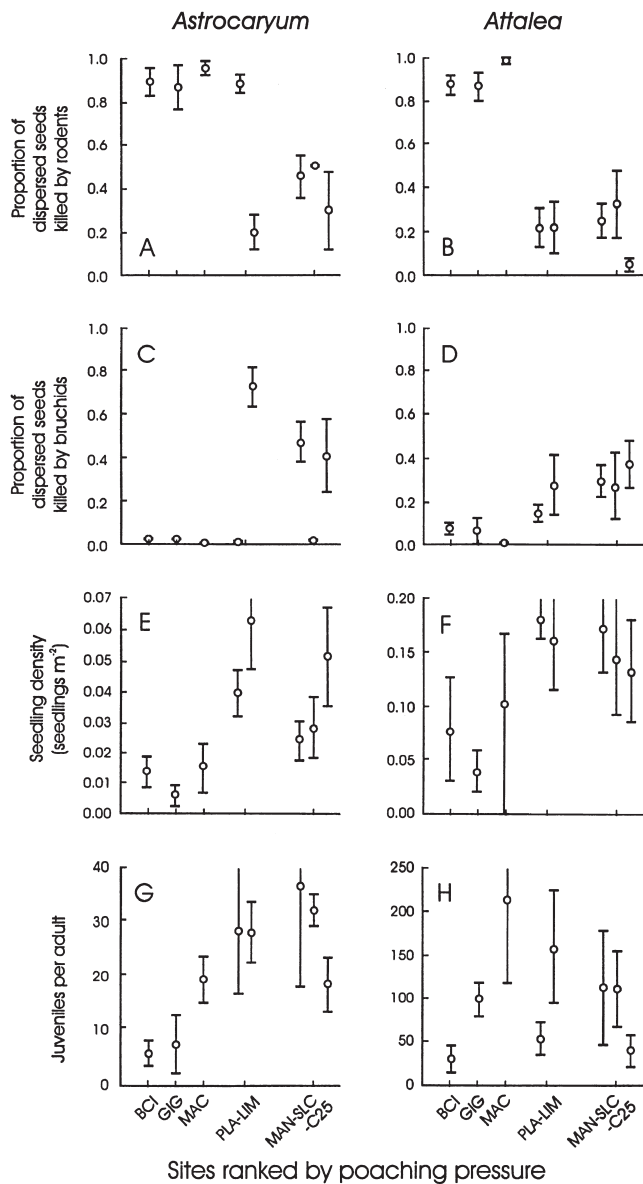 Astrocaryum
Attalea
Proportion of
dispersed seeds
killed by rodents
1.0
0.8
0.6
0.4
0.2
0.0
A
1.0
0.8
0.6
0.4
0.2
0.0
B
Proportion of
dispersed seeds
killed by bruchids
1.0
0.8
0.6
0.4
0.2
0.0
C
1.0
0.8
0.6
0.4
0.2
0.0
D
Seedling density
(seedlings m⁻²)
0.07
0.06
0.05
0.04
0.03
0.02
0.01
0.00
E
0.20
0.15
0.10
0.05
0.00
F
Juveniles per adult
40
30
20
10
0
G
250
200
150
100
50
0
H
BCI
GIG
MAC
PLA-LIM
MAN-SLC
-C25
BCI
GIG
MAC
PLA-LIM
MAN-SLC
-C25
Sites ranked by poaching pressure